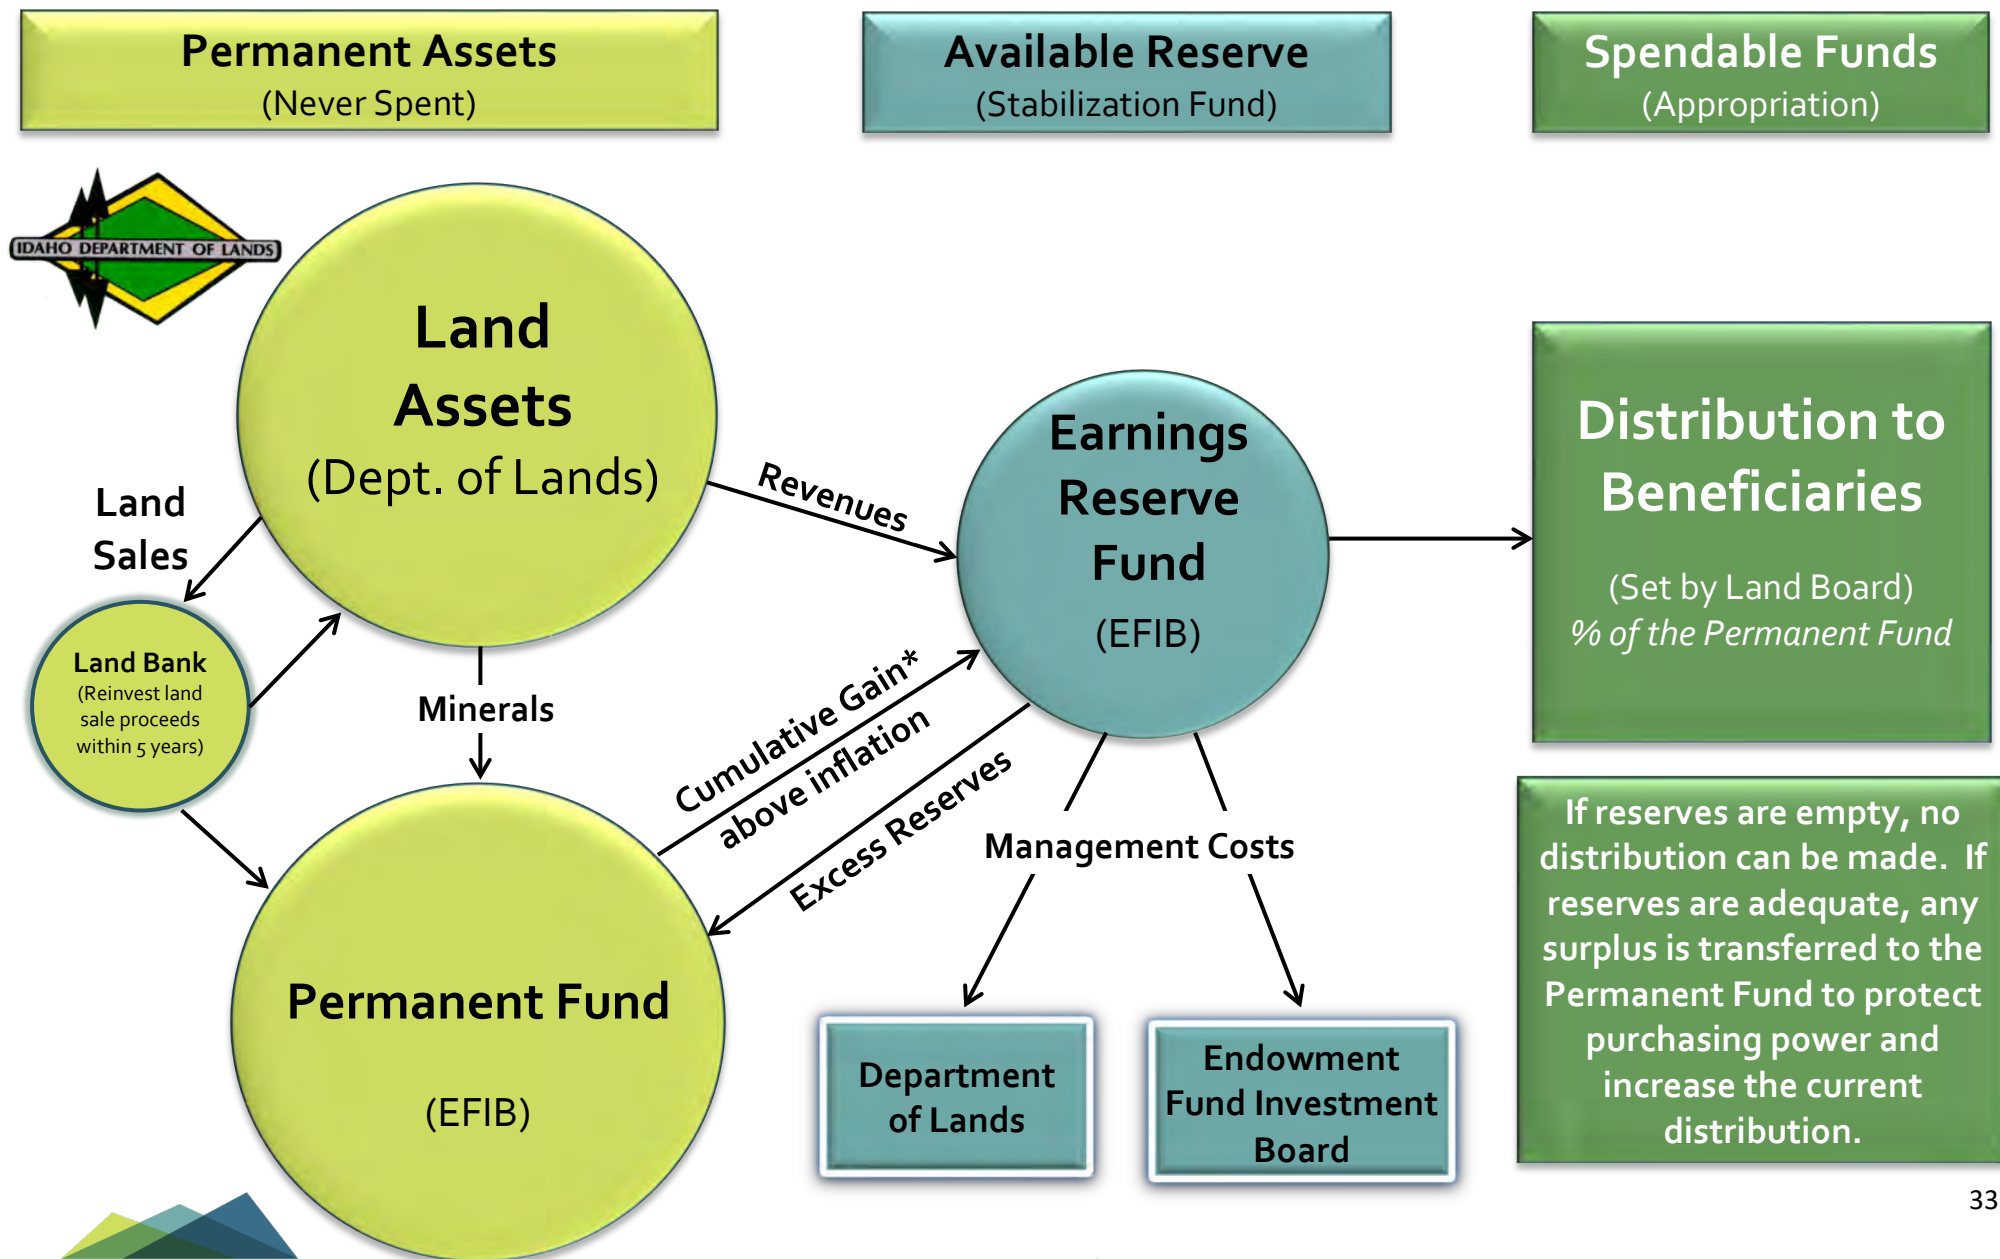 Permanent Assets
(Never Spent)
Available Reserve
(Stabilization Fund)
Spendable Funds
(Appropriation)
IDAHO DEPARTMENT OF LANDS
Land
Assets
(Dept. of Lands)
Land
Sales
Land Bank
(Reinvest land
sale proceeds
within 5 years)
Minerals
Revenues
Permanent Fund
(EFIB)
Cumulative Gain*
above inflation
Excess Reserves
Earnings
Reserve
Fund
(EFIB)
Management Costs
Department
of Lands
Endowment
Fund Investment
Board
Distribution to
Beneficiaries
(Set by Land Board)
% of the Permanent Fund
If reserves are empty, no
distribution can be made.  If
reserves are adequate, any
surplus is transferred to the
Permanent Fund to protect
purchasing power and
increase the current
distribution.
33